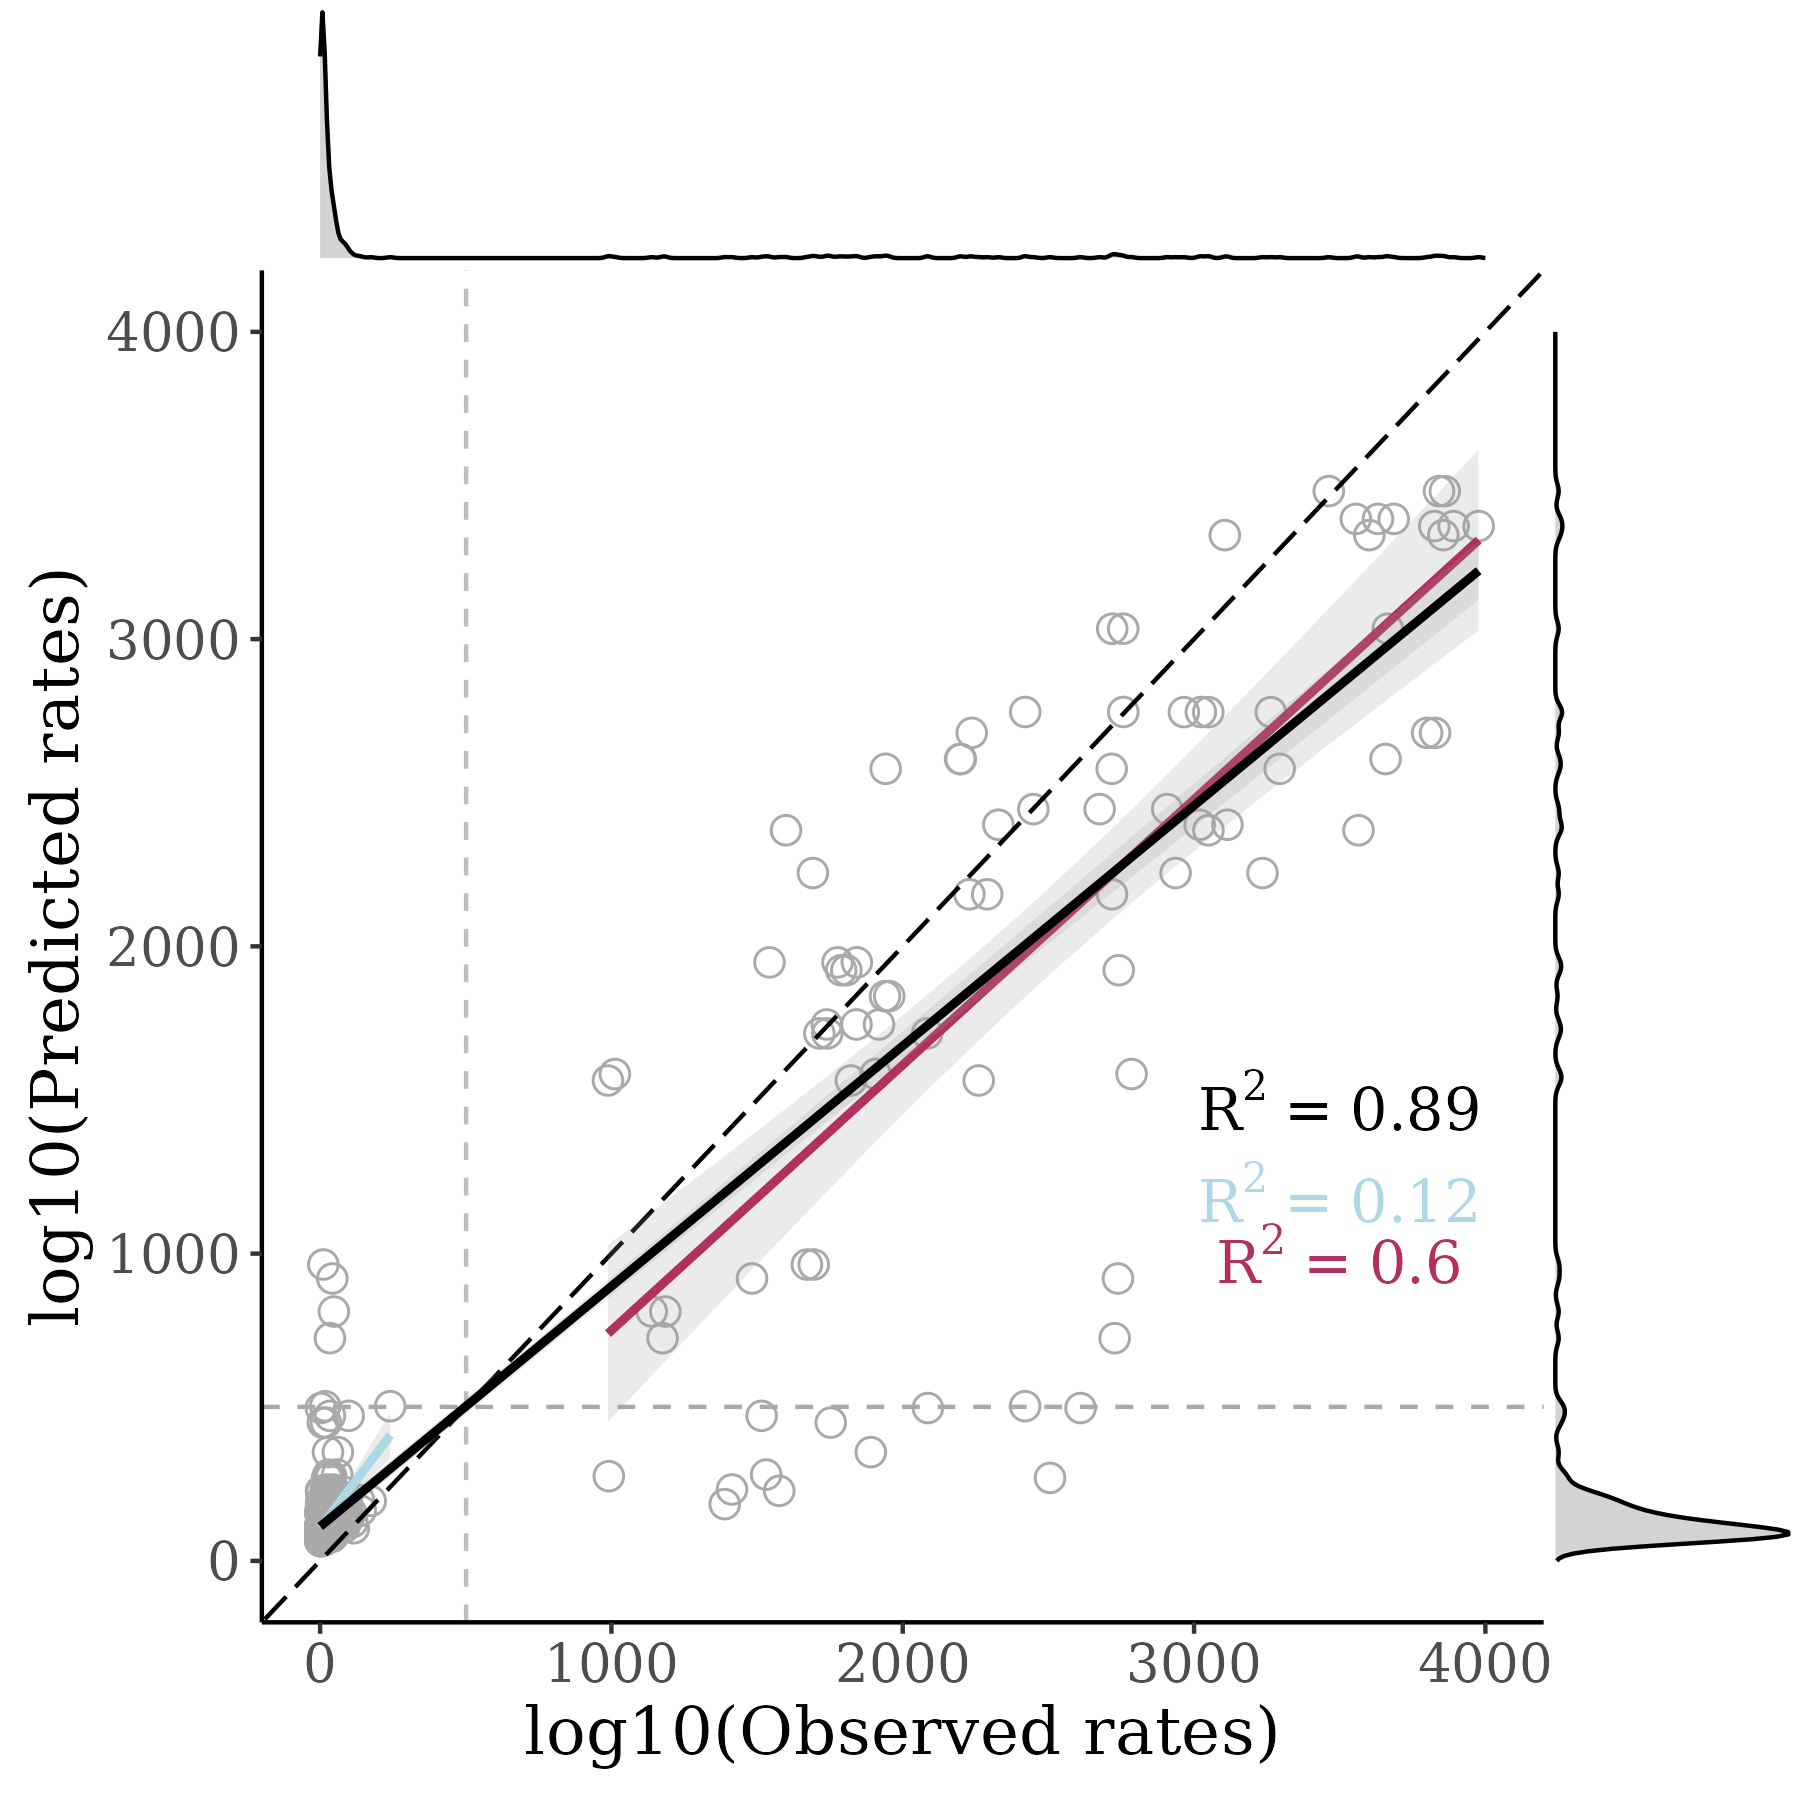 4000
3000
2000
1000
0
log10(Predicted rates)
R² = 0.89
R² = 0.12
R² = 0.6
0 1000 2000 3000 4000
log10(Observed rates)